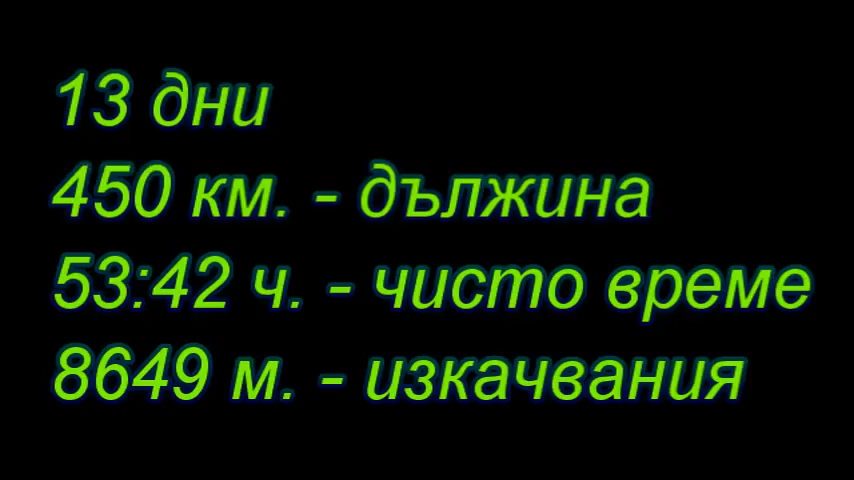 13 дни
450 км. - дължина
53:42 ч. - чисто време
8649 м. - изкачвания